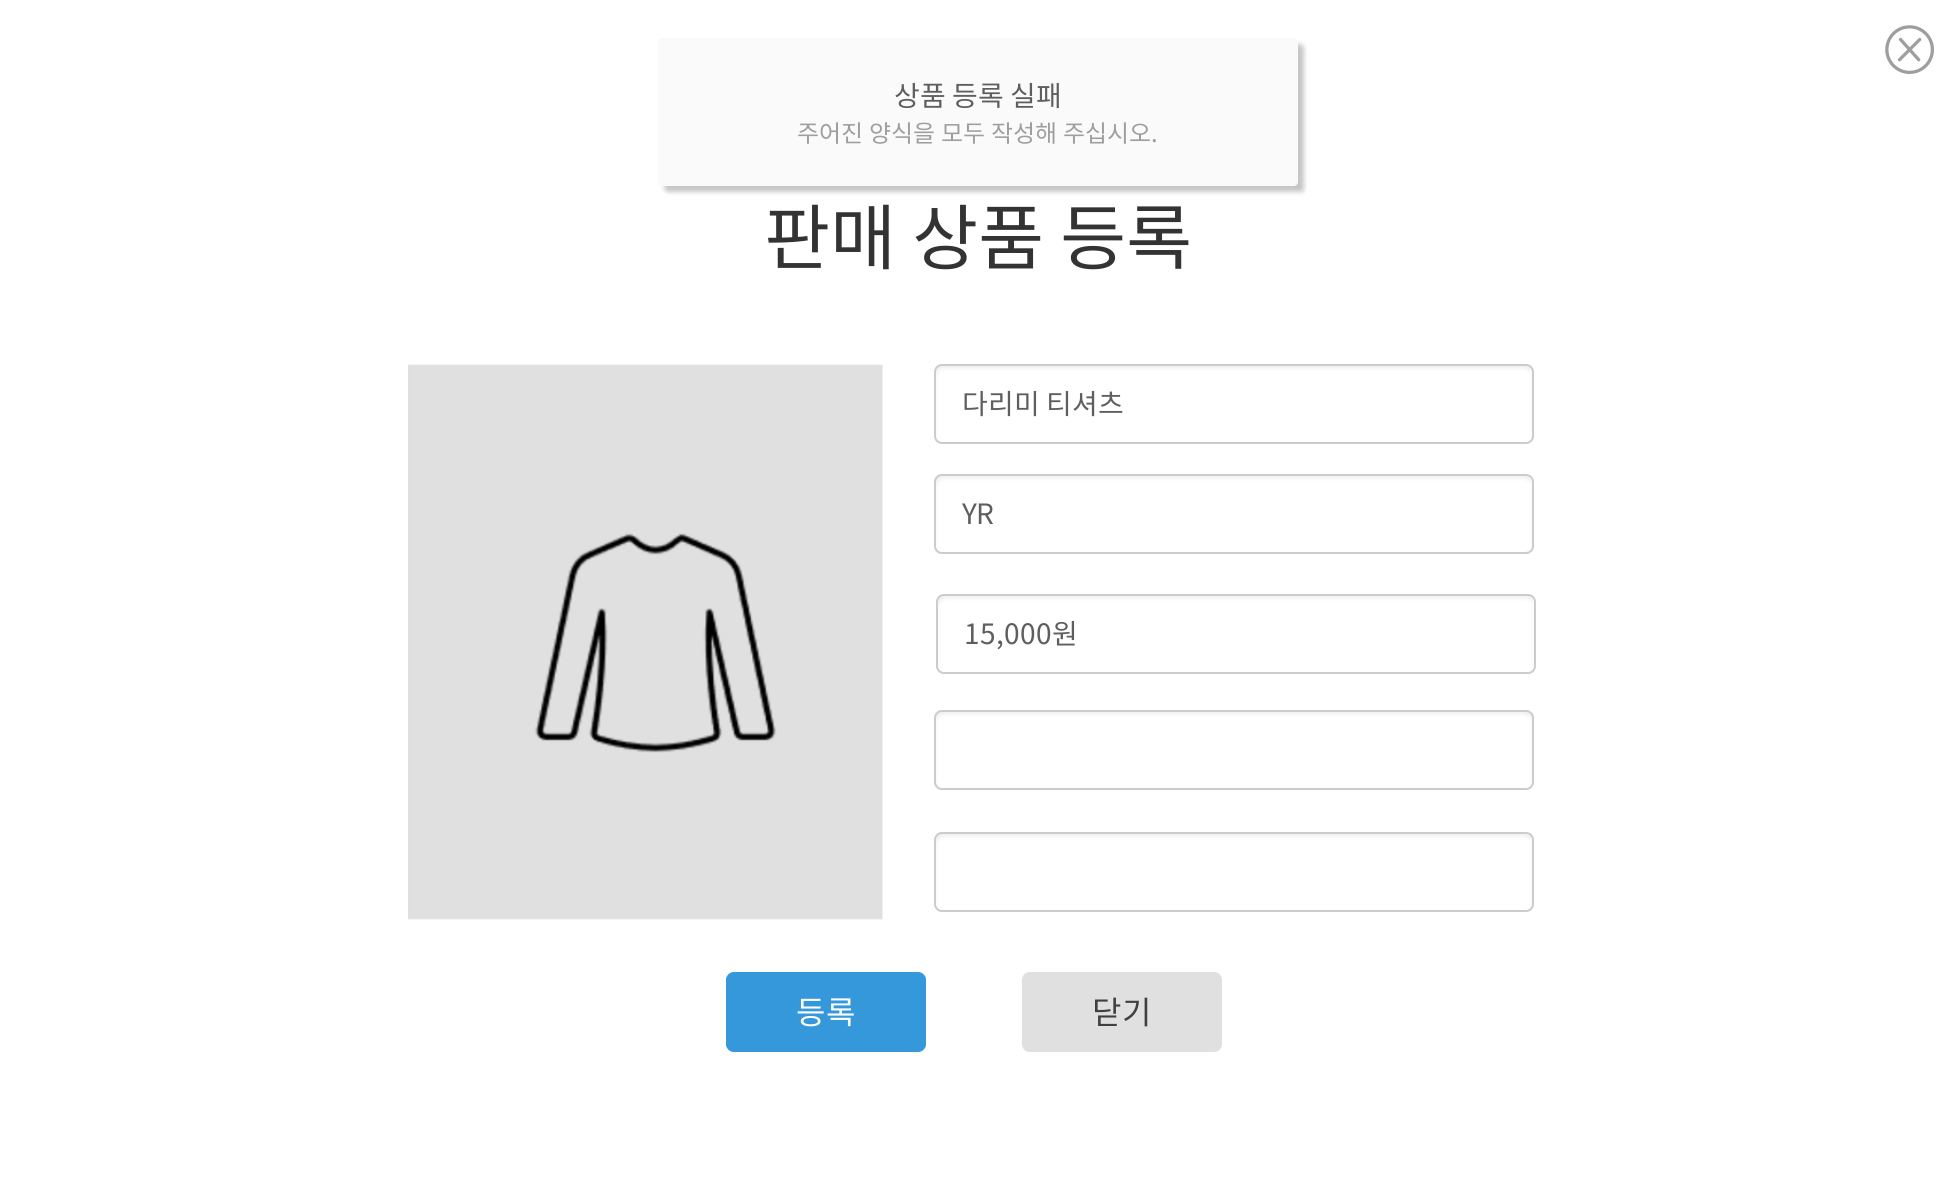 상품 등록 실패
주어진 양식을 모두 작성해 주십시오.
판매 상품 등록
다리미 티셔츠
YR
15,000원
등록
닫기